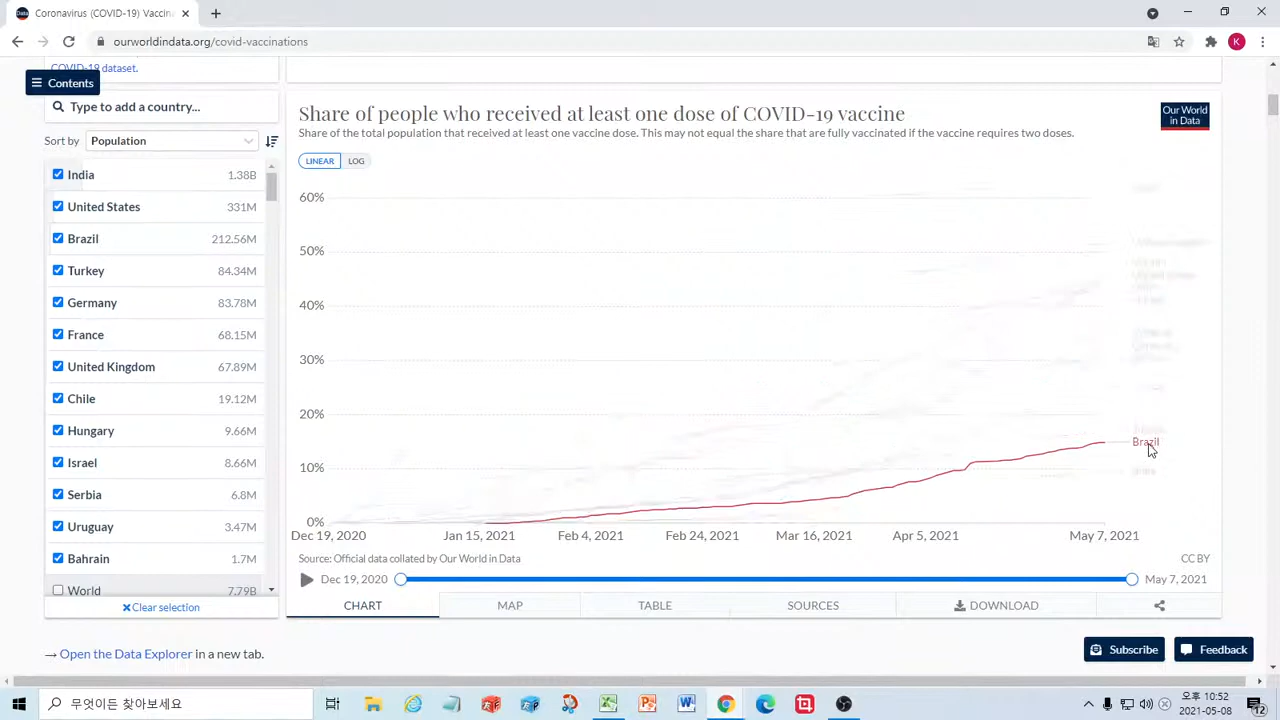 Coronavirus (COVID-19) Vaccin
ourworldindata.org/covid-vaccinations
K
COVID-19 dataset.
Contents
Type to add a country...
Sort by Population
India 1.38B
United States 331M
Brazil 212.56M
Turkey 84.34M
Germany 83.78M
France 68.15M
United Kingdom 67.89M
Chile 19.12M
Hungary 9.66M
Israel 8.66M
Serbia 6.8M
Uruguay 3.47M
Bahrain 1.7M
World 7.79B
Clear selection
→ Open the Data Explorer in a new tab.
Share of people who received at least one dose of COVID-19 vaccine
Share of the total population that received at least one vaccine dose. This may not equal the share that are fully vaccinated if the vaccine requires two doses.
Our World
in Data
LINEAR LOG
60%
50%
40%
30%
20%
10%
0%
Brazil
Dec 19, 2020 Jan 15, 2021 Feb 4, 2021 Feb 24, 2021 Mar 16, 2021 Apr 5, 2021 May 7, 2021
Source: Official data collated by Our World in Data CC BY
Dec 19, 2020 May 7, 2021
CHART MAP TABLE SOURCES DOWNLOAD
Subscribe Feedback
무엇이든 찾아보세요
오후 10:52
2021-05-08
12